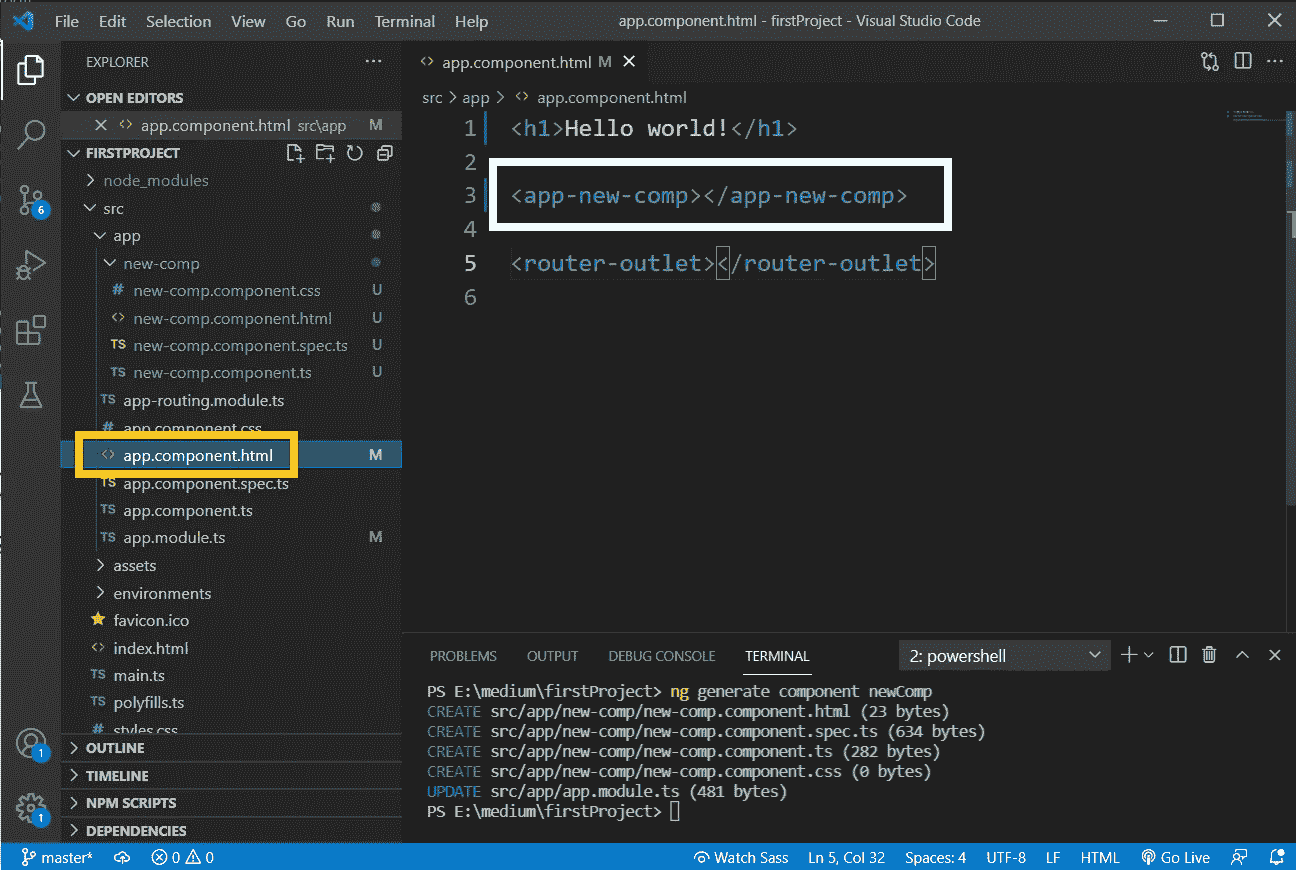 File Edit Selection View Go Run Terminal Help app.component.html - firstProject - Visual Studio Code
EXPLORER
OPEN EDITORS
app.component.html src\app M
FIRSTPROJECT
node_modules
src
app
new-comp
# new-comp.component.css U
<> new-comp.component.html U
TS new-comp.component.spec.ts U
TS new-comp.component.ts U
TS app-routing.module.ts
# app.component.css
<> app.component.html M
TS app.component.spec.ts
TS app.component.ts
TS app.module.ts M
assets
environments
favicon.ico
<> index.html
TS main.ts
TS polyfills.ts
# styles.css
OUTLINE
TIMELINE
NPM SCRIPTS
DEPENDENCIES
6
1
1
<> app.component.html M
src > app > <> app.component.html
1 <h1>Hello world!</h1>
2
3 <app-new-comp></app-new-comp>
4
5 <router-outlet></router-outlet>
6
PROBLEMS OUTPUT DEBUG CONSOLE TERMINAL 2: powershell
PS E:\medium\firstProject> ng generate component newComp
CREATE src/app/new-comp/new-comp.component.html (23 bytes)
CREATE src/app/new-comp/new-comp.component.spec.ts (634 bytes)
CREATE src/app/new-comp/new-comp.component.ts (282 bytes)
CREATE src/app/new-comp/new-comp.component.css (0 bytes)
UPDATE src/app/app.module.ts (481 bytes)
PS E:\medium\firstProject>
master* 0 0 Watch Sass Ln 5, Col 32 Spaces: 4 UTF-8 LF HTML Go Live